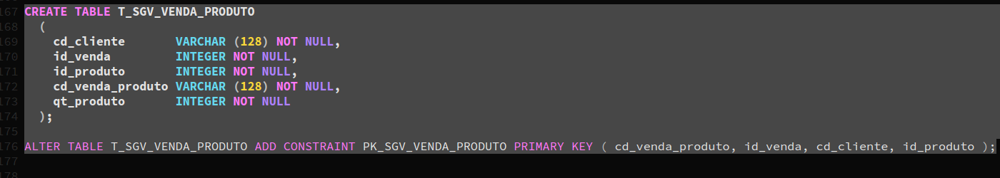 167 CREATE TABLE T_SGV_VENDA_PRODUTO
168 (
169 cd_cliente VARCHAR (128) NOT NULL,
170 id_venda INTEGER NOT NULL,
171 id_produto INTEGER NOT NULL,
172 cd_venda_produto VARCHAR (128) NOT NULL,
173 qt_produto INTEGER NOT NULL
174 );
175
176 ALTER TABLE T_SGV_VENDA_PRODUTO ADD CONSTRAINT PK_SGV_VENDA_PRODUTO PRIMARY KEY ( cd_venda_produto, id_venda, cd_cliente, id_produto );
177
178